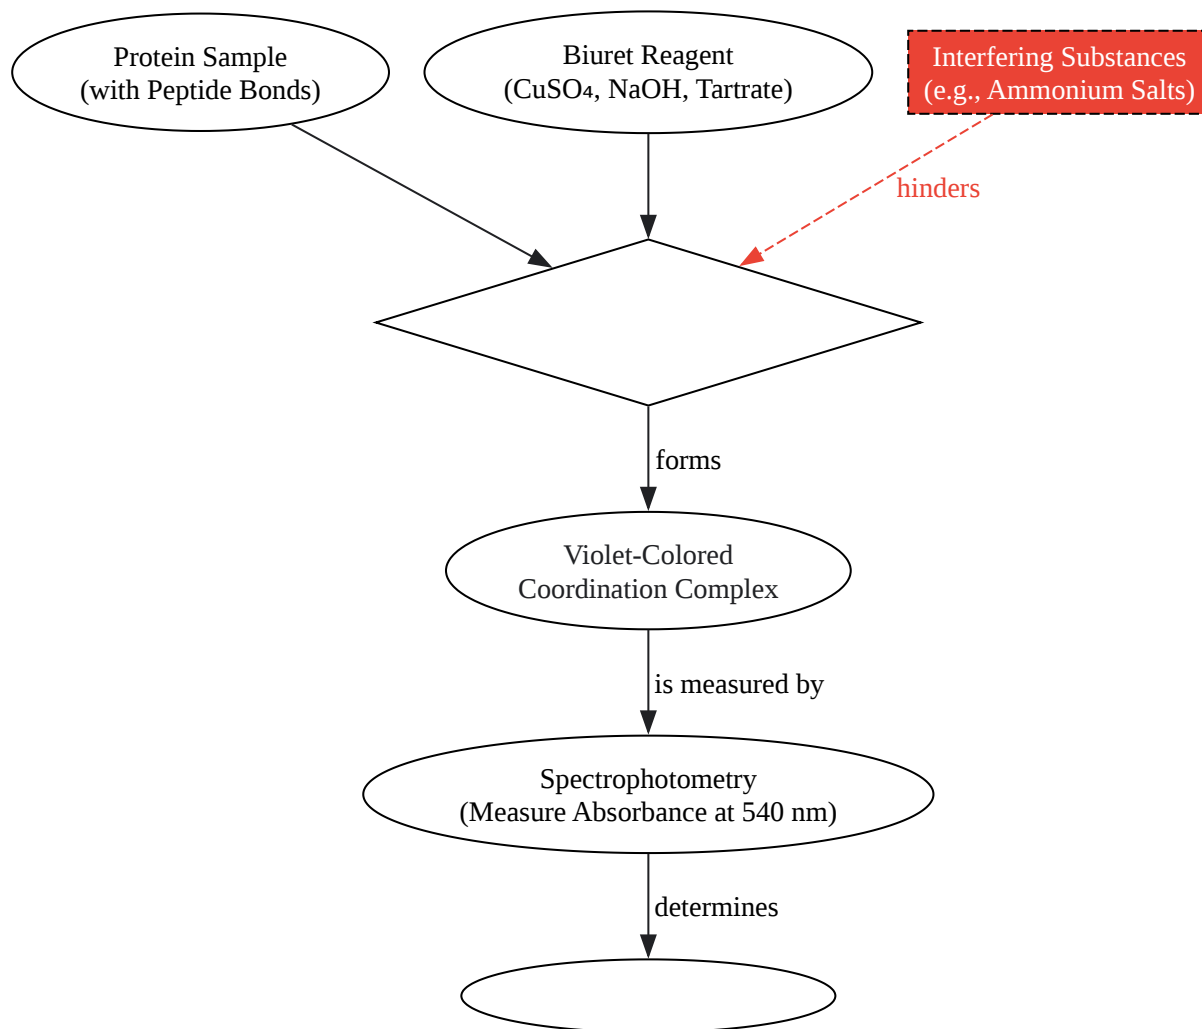 Protein Sample
(with Peptide Bonds)
Biuret Reagent
(CuSO₄, NaOH, Tartrate)
Interfering Substances
(e.g., Ammonium Salts)
hinders
forms
Violet-Colored
Coordination Complex
is measured by
Spectrophotometry
(Measure Absorbance at 540 nm)
determines